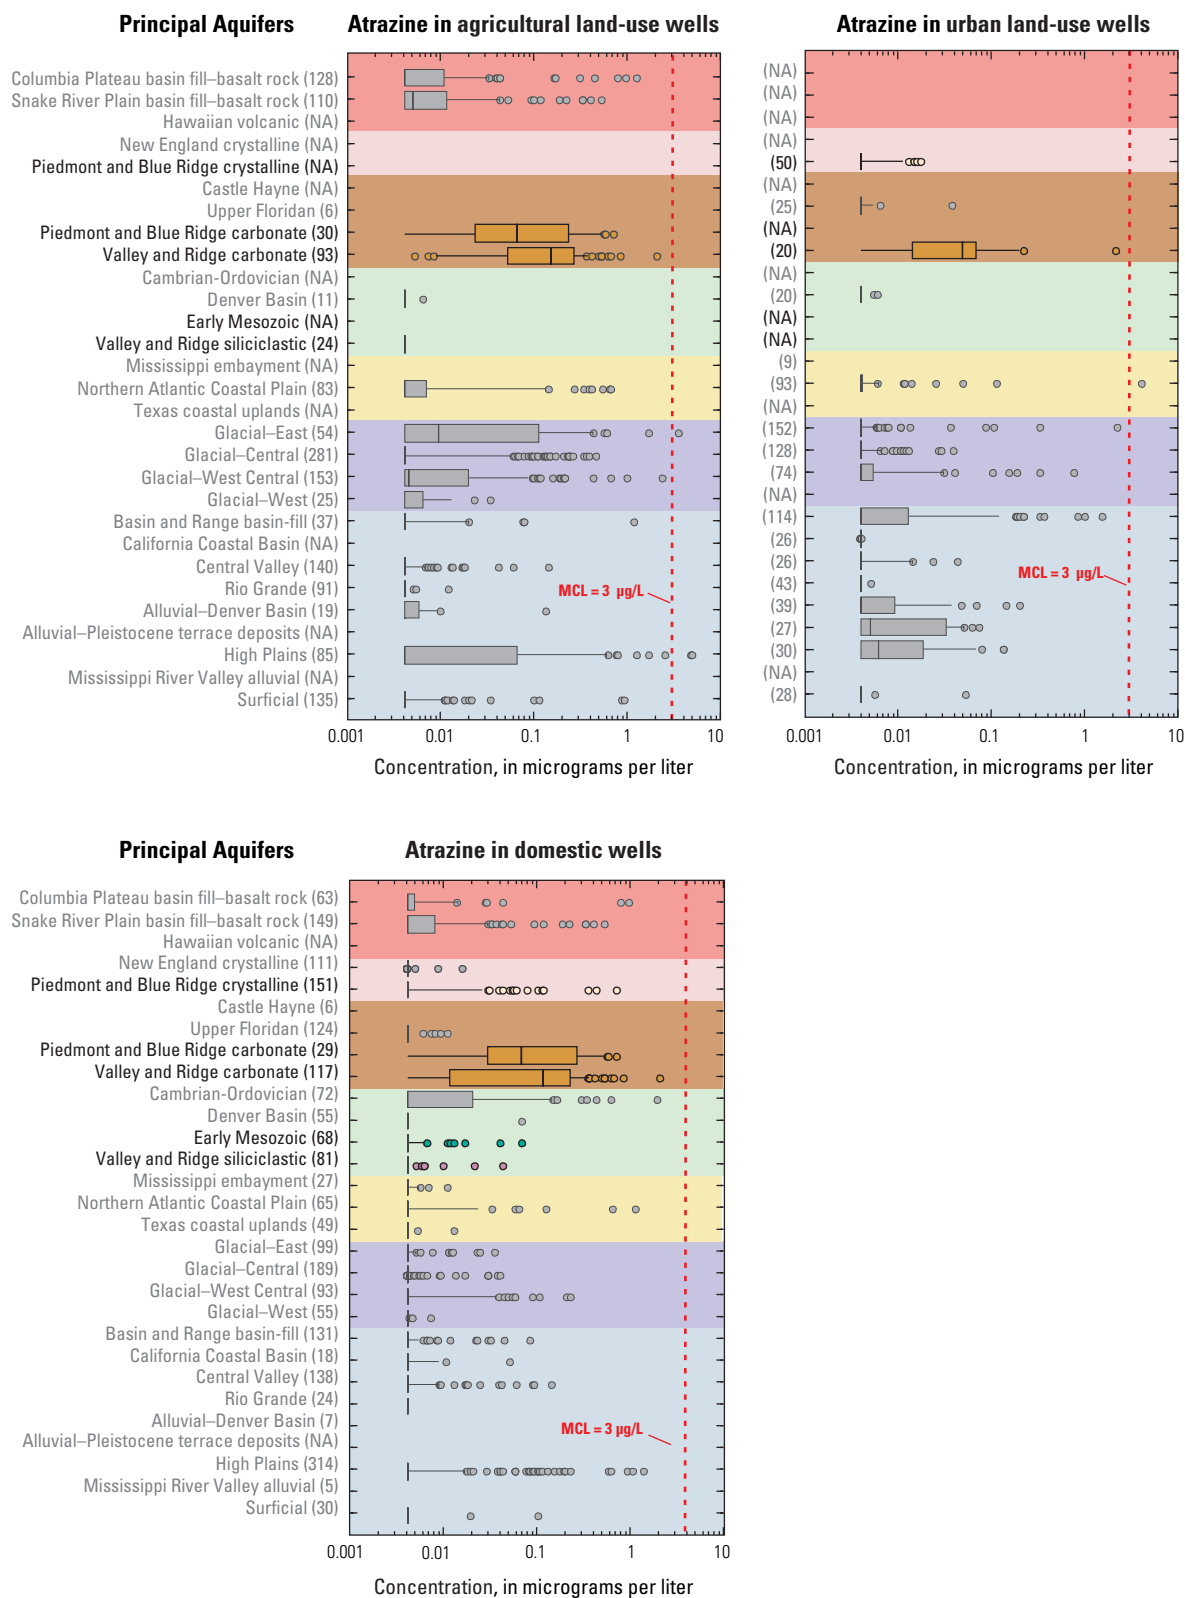 Principal Aquifers
Atrazine in agricultural land-use wells
Columbia Plateau basin fill–basalt rock (128)
Snake River Plain basin fill–basalt rock (110)
Hawaiian volcanic (NA)
New England crystalline (NA)
Piedmont and Blue Ridge crystalline (NA)
Castle Hayne (NA)
Upper Floridan (6)
Piedmont and Blue Ridge carbonate (30)
Valley and Ridge carbonate (93)
Cambrian-Ordovician (NA)
Denver Basin (11)
Early Mesozoic (NA)
Valley and Ridge siliciclastic (24)
Mississippi embayment (NA)
Northern Atlantic Coastal Plain (83)
Texas coastal uplands (NA)
Glacial–East (54)
Glacial–Central (281)
Glacial–West Central (153)
Glacial–West (25)
Basin and Range basin-fill (37)
California Coastal Basin (NA)
Central Valley (140)
Rio Grande (91)
Alluvial–Denver Basin (19)
Alluvial–Pleistocene terrace deposits (NA)
High Plains (85)
Mississippi River Valley alluvial (NA)
Surficial (135)
MCL = 3 µg/L
0.001 0.01 0.1 1 10
Concentration, in micrograms per liter
Atrazine in urban land-use wells
(NA)
(NA)
(NA)
(NA)
(50)
(NA)
(25)
(NA)
(20)
(NA)
(20)
(NA)
(NA)
(9)
(93)
(NA)
(152)
(128)
(74)
(NA)
(114)
(26)
(26)
(43)
(39)
(27)
(30)
(NA)
(28)
MCL = 3 µg/L
0.001 0.01 0.1 1 10
Concentration, in micrograms per liter
Principal Aquifers
Atrazine in domestic wells
Columbia Plateau basin fill–basalt rock (63)
Snake River Plain basin fill–basalt rock (149)
Hawaiian volcanic (NA)
New England crystalline (111)
Piedmont and Blue Ridge crystalline (151)
Castle Hayne (6)
Upper Floridan (124)
Piedmont and Blue Ridge carbonate (29)
Valley and Ridge carbonate (117)
Cambrian-Ordovician (72)
Denver Basin (55)
Early Mesozoic (68)
Valley and Ridge siliciclastic (81)
Mississippi embayment (27)
Northern Atlantic Coastal Plain (65)
Texas coastal uplands (49)
Glacial–East (99)
Glacial–Central (189)
Glacial–West Central (93)
Glacial–West (55)
Basin and Range basin-fill (131)
California Coastal Basin (18)
Central Valley (138)
Rio Grande (24)
Alluvial–Denver Basin (7)
Alluvial–Pleistocene terrace deposits (NA)
High Plains (314)
Mississippi River Valley alluvial (5)
Surficial (30)
MCL = 3 µg/L
0.001 0.01 0.1 1 10
Concentration, in micrograms per liter